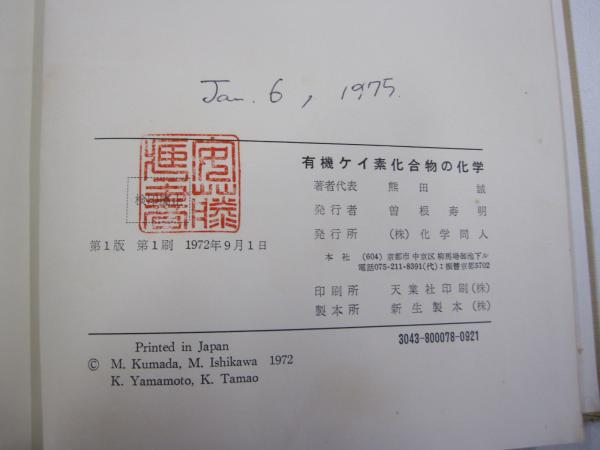 Jan. 6, 1975.
有機ケイ素化合物の化学
著者代表 熊田 誠
発行者 曽根寿明
発行所 (株)化学同人
本社 (604) 京都市中京区柳馬場御池下ル
電話075-211-8391(代):振替京都5702
印刷所 天業社印刷(株)
製本所 新生製本(株)
第1版 第1刷 1972年9月1日
3043-800078-0921
Printed in Japan
© M. Kumada, M. Ishikawa 1972
K. Yamamoto, K. Tamao